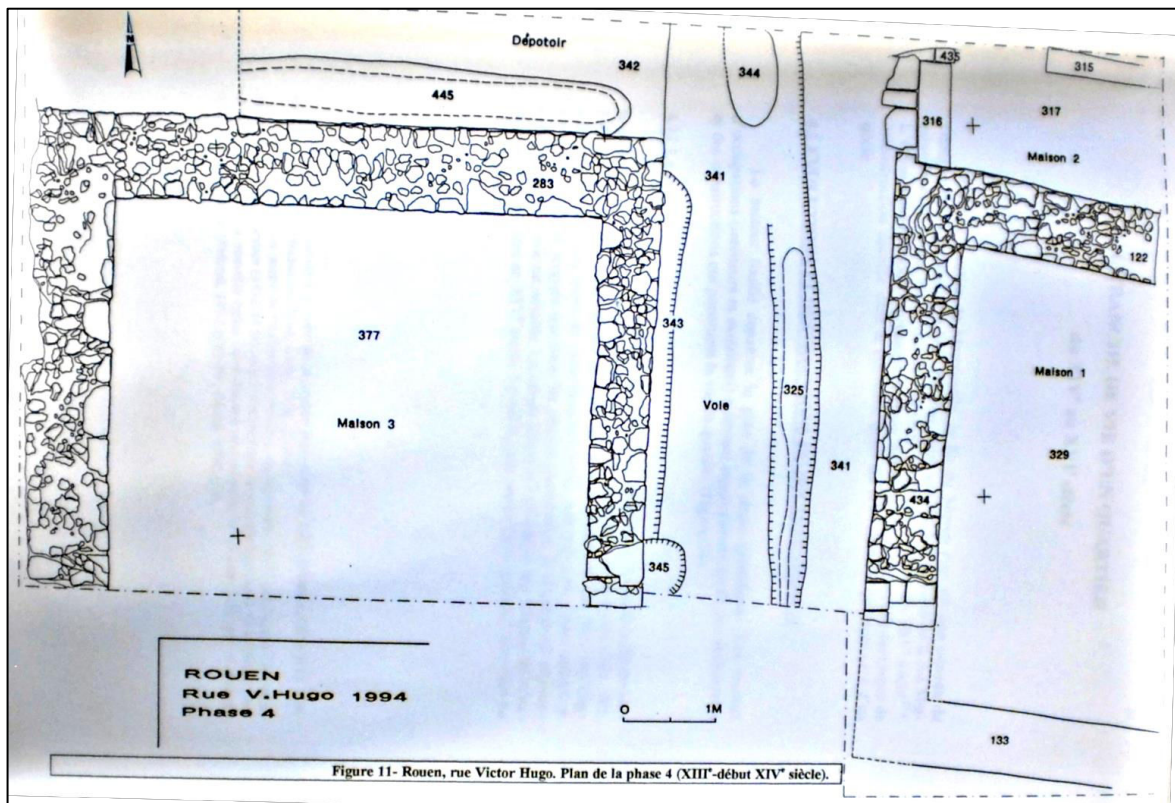 N
Dépotoir
342
344
435
315
445
317
316
Maison 2
341
283
122
343
377
Maison 1
325
Voie
Maison 3
329
341
434
345
ROUEN
Rue V.Hugo 1994
Phase 4
0 1M
133
Figure 11- Rouen, rue Victor Hugo. Plan de la phase 4 (XIIIe-début XIVe siècle).